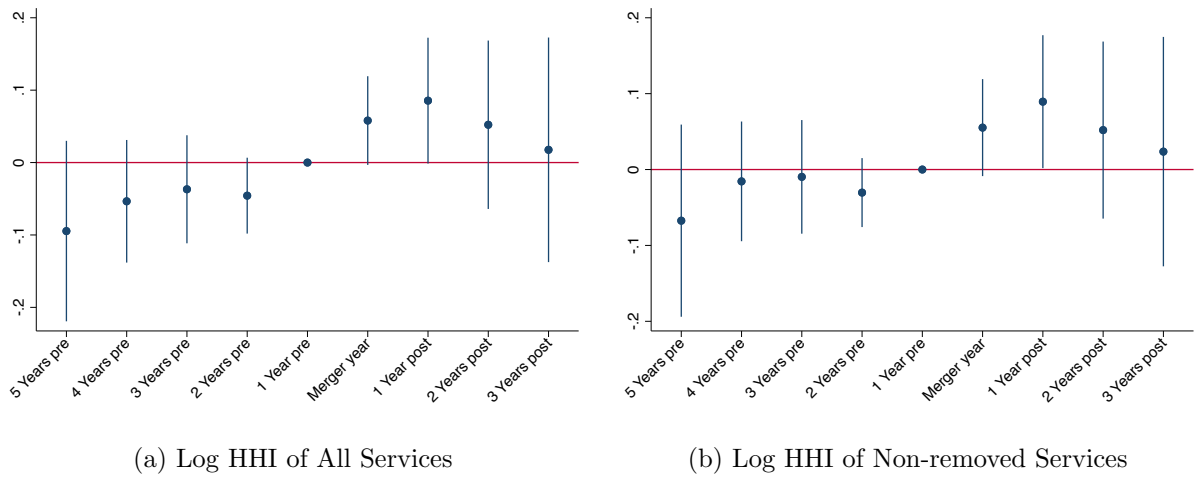 .2
.1
0
-.1
-.2
5 Years pre
4 Years pre
3 Years pre
2 Years pre
1 Year pre
Merger year
1 Year post
2 Years post
3 Years post
(a) Log HHI of All Services
.2
.1
0
-.1
-.2
5 Years pre
4 Years pre
3 Years pre
2 Years pre
1 Year pre
Merger year
1 Year post
2 Years post
3 Years post
(b) Log HHI of Non-removed Services